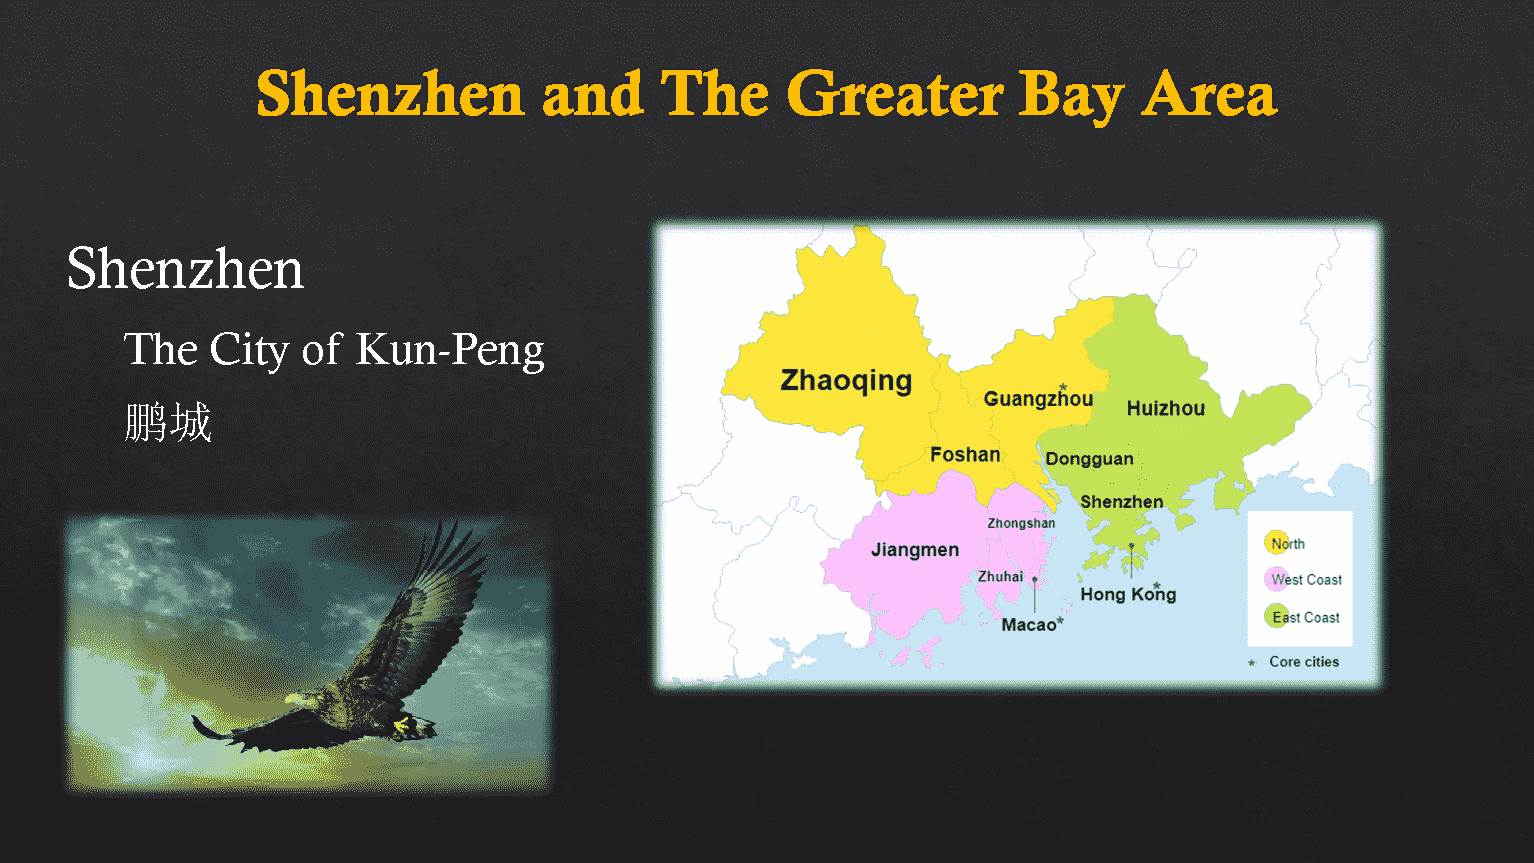 Shenzhen and The Greater Bay Area
Shenzhen
The City of Kun-Peng
鹏城
Zhaoqing
Guangzhou
Huizhou
Foshan
Dongguan
Shenzhen
Zhongshan
Jiangmen
Zhuhai
Hong Kong*
Macao*
North
West Coast
East Coast
* Core cities